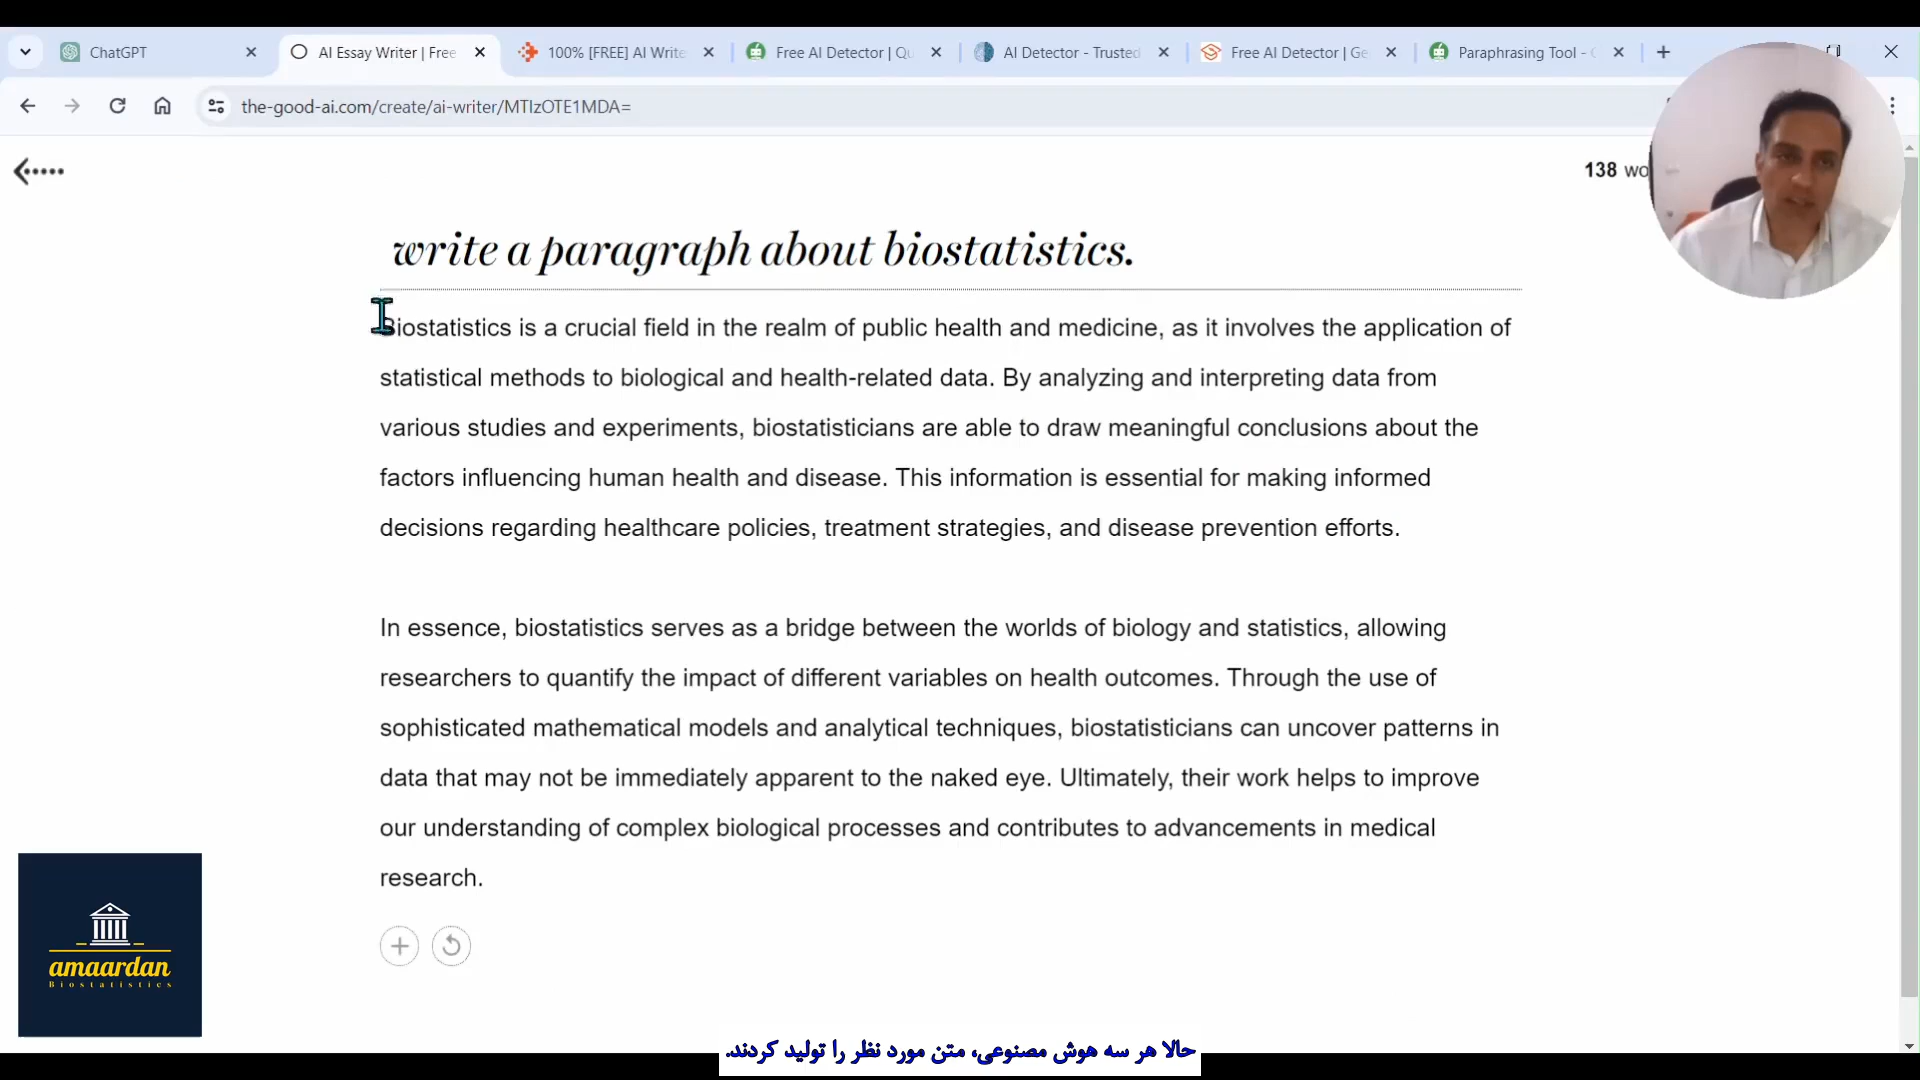 ChatGPT
AI Essay Writer | Free
100% [FREE] AI Write
Free AI Detector | Qu
AI Detector - Trusted
Free AI Detector | Ge
Paraphrasing Tool -
the-good-ai.com/create/ai-writer/MTIzOTE1MDA=
138 wo
write a paragraph about biostatistics.
Biostatistics is a crucial field in the realm of public health and medicine, as it involves the application of
statistical methods to biological and health-related data. By analyzing and interpreting data from
various studies and experiments, biostatisticians are able to draw meaningful conclusions about the
factors influencing human health and disease. This information is essential for making informed
decisions regarding healthcare policies, treatment strategies, and disease prevention efforts.
In essence, biostatistics serves as a bridge between the worlds of biology and statistics, allowing
researchers to quantify the impact of different variables on health outcomes. Through the use of
sophisticated mathematical models and analytical techniques, biostatisticians can uncover patterns in
data that may not be immediately apparent to the naked eye. Ultimately, their work helps to improve
our understanding of complex biological processes and contributes to advancements in medical
research.
amaardan
Biostatistics
حالا هر سه هوش مصنوعی، متن مورد نظر را تولید کردند.